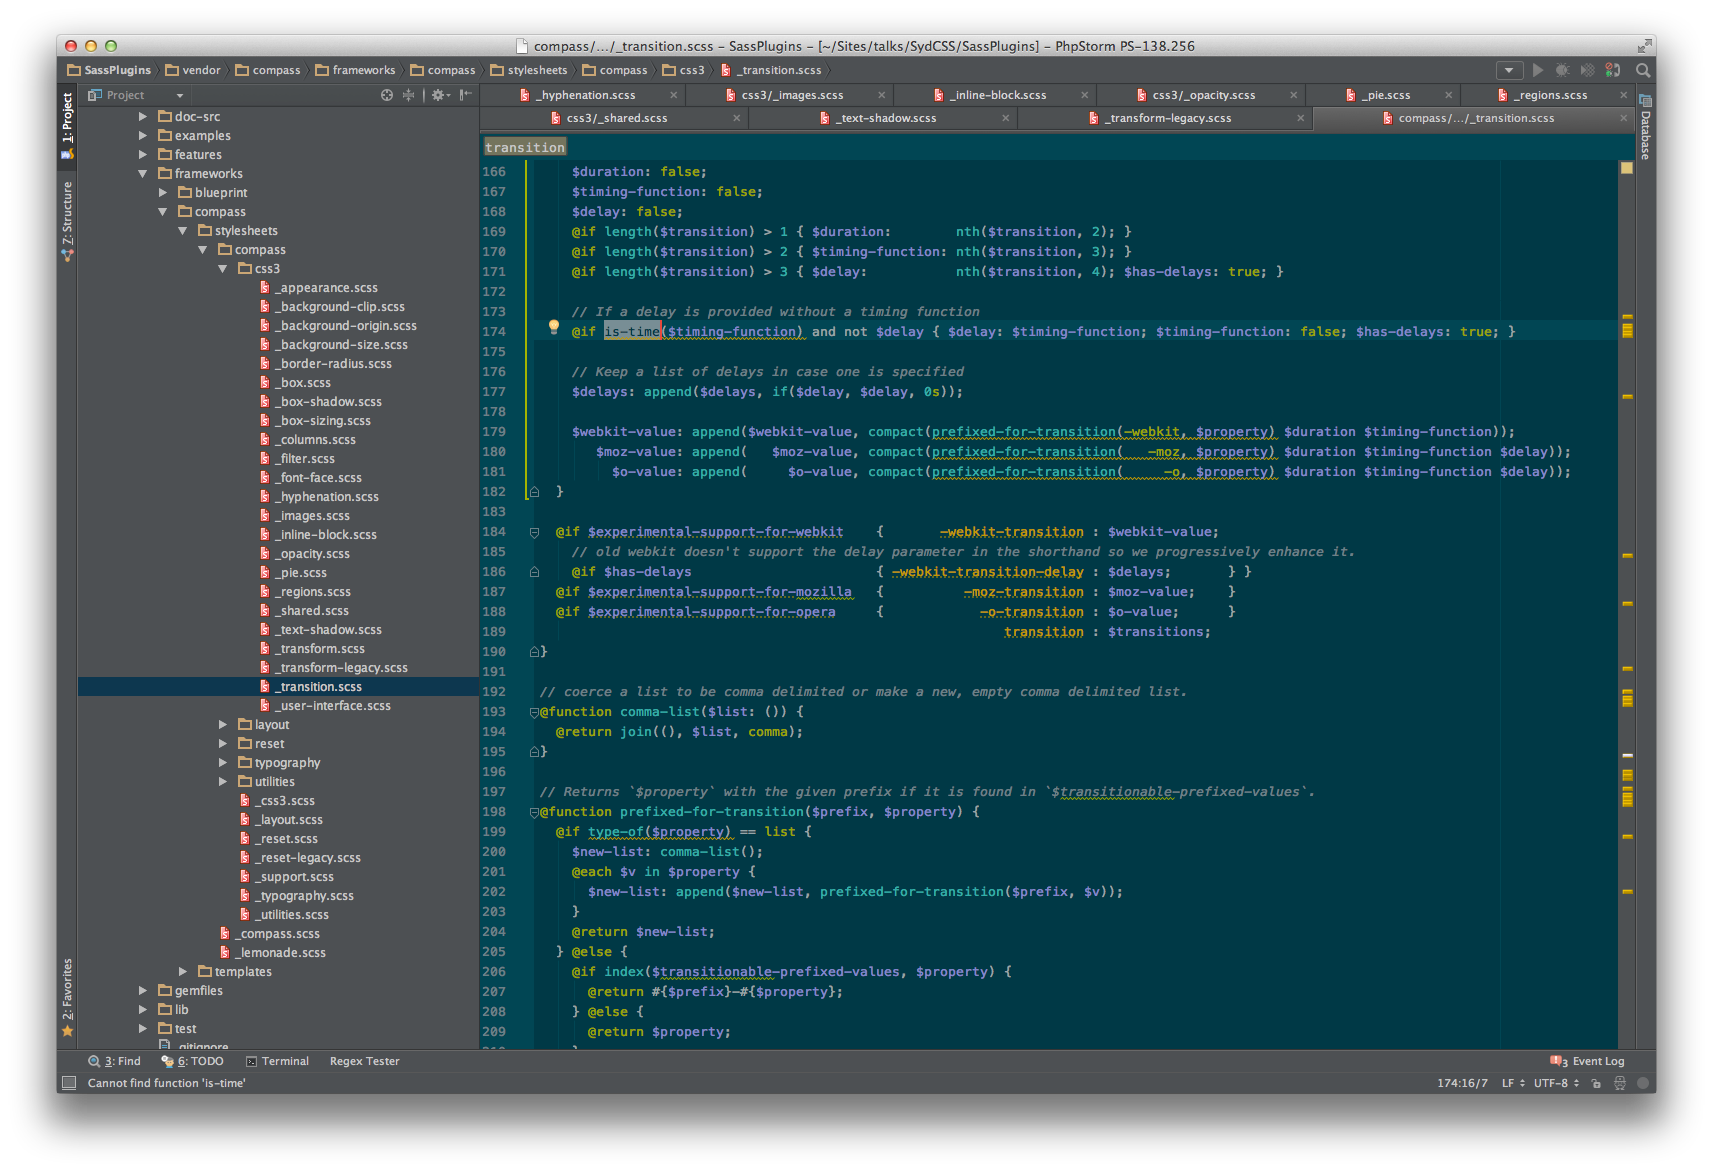 compass/.../_transition.scss – SassPlugins – [~/Sites/talks/SydCSS/SassPlugins] – PhpStorm PS-138.256
SassPlugins vendor compass frameworks compass stylesheets compass css3 _transition.scss
1: Project
Z: Structure
2: Favorites
Project
doc-src
examples
features
frameworks
blueprint
compass
stylesheets
compass
css3
_appearance.scss
_background-clip.scss
_background-origin.scss
_background-size.scss
_border-radius.scss
_box.scss
_box-shadow.scss
_box-sizing.scss
_columns.scss
_filter.scss
_font-face.scss
_hyphenation.scss
_images.scss
_inline-block.scss
_opacity.scss
_pie.scss
_regions.scss
_shared.scss
_text-shadow.scss
_transform.scss
_transform-legacy.scss
_transition.scss
_user-interface.scss
layout
reset
typography
utilities
_css3.scss
_layout.scss
_reset.scss
_reset-legacy.scss
_support.scss
_typography.scss
_utilities.scss
_compass.scss
_lemonade.scss
templates
gemfiles
lib
test
.gitignore
_hyphenation.scss css3/_images.scss _inline-block.scss css3/_opacity.scss _pie.scss _regions.scss
css3/_shared.scss _text-shadow.scss _transform-legacy.scss compass/.../_transition.scss
Database
transition
166 $duration: false;
167 $timing-function: false;
168 $delay: false;
169 @if length($transition) > 1 { $duration: nth($transition, 2); }
170 @if length($transition) > 2 { $timing-function: nth($transition, 3); }
171 @if length($transition) > 3 { $delay: nth($transition, 4); $has-delays: true; }
172
173 // If a delay is provided without a timing function
174 @if is-time($timing-function) and not $delay { $delay: $timing-function; $timing-function: false; $has-delays: true; }
175
176 // Keep a list of delays in case one is specified
177 $delays: append($delays, if($delay, $delay, 0s));
178
179 $webkit-value: append($webkit-value, compact(prefixed-for-transition(-webkit, $property) $duration $timing-function));
180 $moz-value: append( $moz-value, compact(prefixed-for-transition( -moz, $property) $duration $timing-function $delay));
181 $o-value: append( $o-value, compact(prefixed-for-transition( -o, $property) $duration $timing-function $delay));
182 }
183
184 @if $experimental-support-for-webkit { -webkit-transition : $webkit-value;
185 // old webkit doesn't support the delay parameter in the shorthand so we progressively enhance it.
186 @if $has-delays { -webkit-transition-delay : $delays; } }
187 @if $experimental-support-for-mozilla { -moz-transition : $moz-value; }
188 @if $experimental-support-for-opera { -o-transition : $o-value; }
189 transition : $transitions;
190 }
191
192 // coerce a list to be comma delimited or make a new, empty comma delimited list.
193 @function comma-list($list: ()) {
194 @return join((), $list, comma);
195 }
196
197 // Returns `$property` with the given prefix if it is found in `$transitionable-prefixed-values`.
198 @function prefixed-for-transition($prefix, $property) {
199 @if type-of($property) == list {
200 $new-list: comma-list();
201 @each $v in $property {
202 $new-list: append($new-list, prefixed-for-transition($prefix, $v));
203 }
204 @return $new-list;
205 } @else {
206 @if index($transitionable-prefixed-values, $property) {
207 @return #{$prefix}-#{$property};
208 } @else {
209 @return $property;
3: Find 6: TODO Terminal Regex Tester 3 Event Log
Cannot find function 'is-time' 174:16/7 LF UTF-8